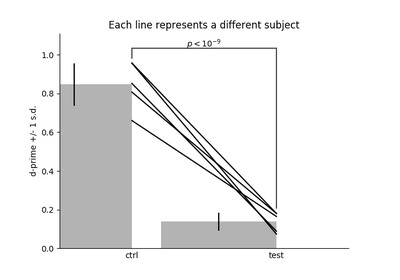 Each line represents a different subject
p < 10⁻⁹
1.0
0.8
0.6
0.4
0.2
0.0
d-prime +/- 1 s.d.
ctrl
test